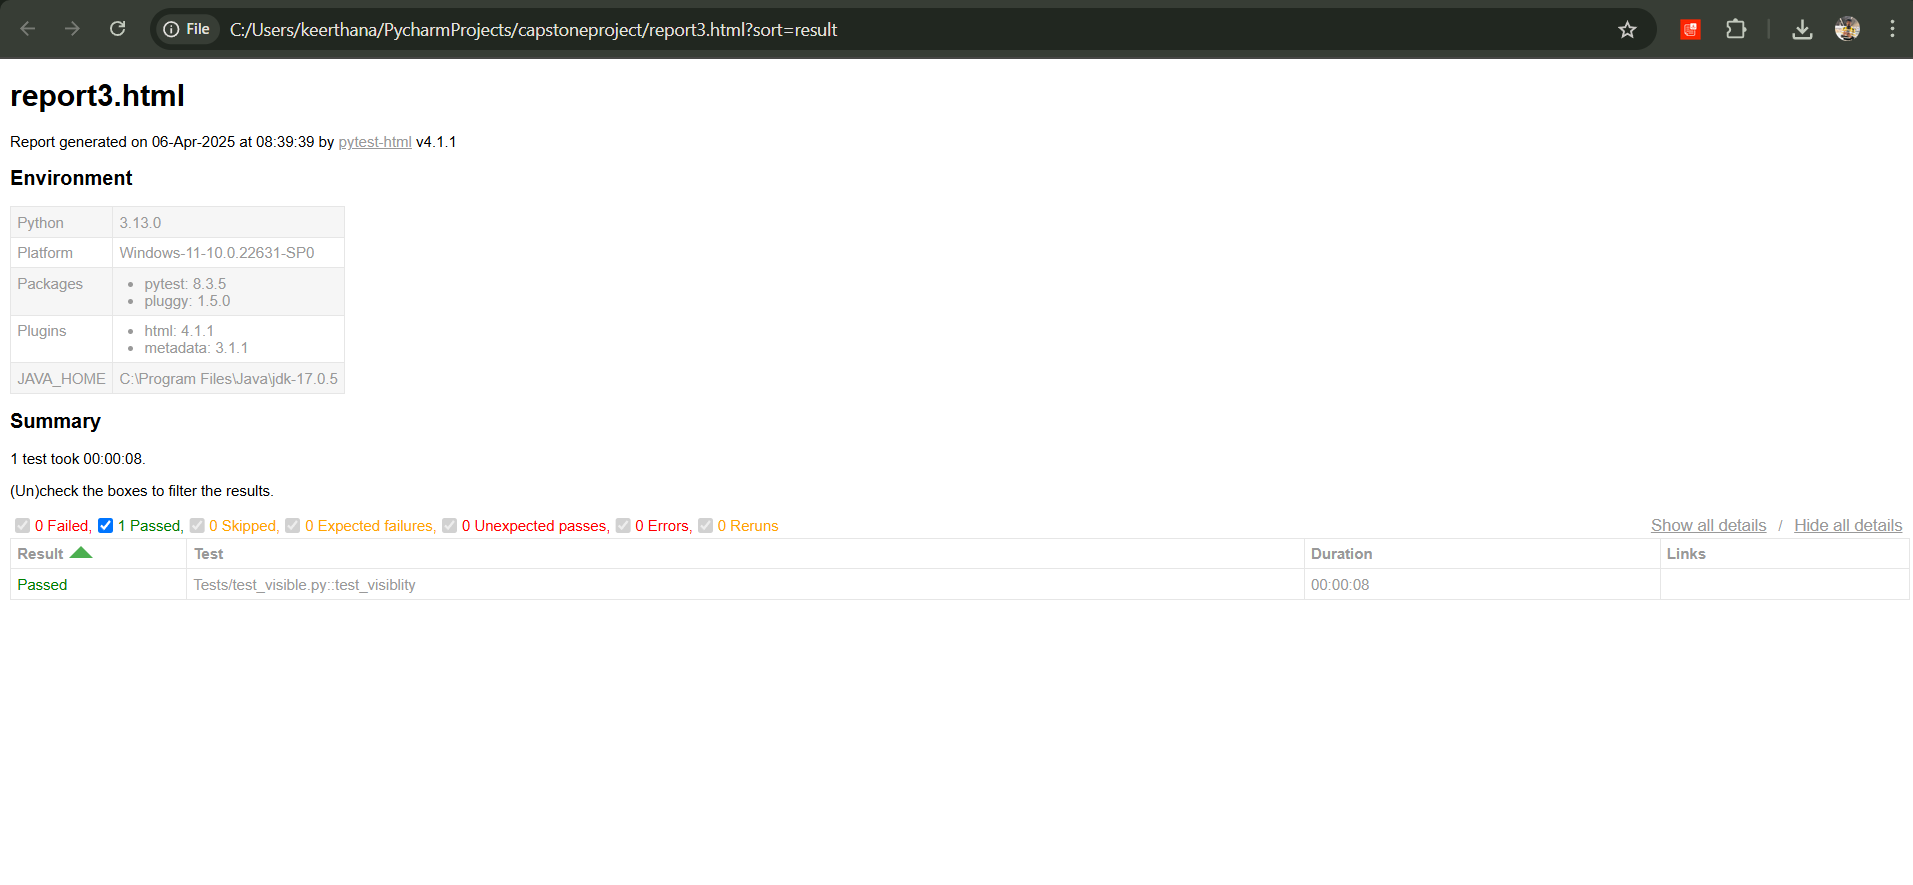 File C:/Users/keerthana/PycharmProjects/capstoneproject/report3.html?sort=result
report3.html
Report generated on 06-Apr-2025 at 08:39:39 by pytest-html v4.1.1
Environment
Python 3.13.0
Platform Windows-11-10.0.22631-SP0
Packages • pytest: 8.3.5
• pluggy: 1.5.0
Plugins • html: 4.1.1
• metadata: 3.1.1
JAVA_HOME C:\Program Files\Java\jdk-17.0.5
Summary
1 test took 00:00:08.
(Un)check the boxes to filter the results.
0 Failed, 1 Passed, 0 Skipped, 0 Expected failures, 0 Unexpected passes, 0 Errors, 0 Reruns Show all details / Hide all details
Result Test Duration Links
Passed Tests/test_visible.py::test_visiblity 00:00:08